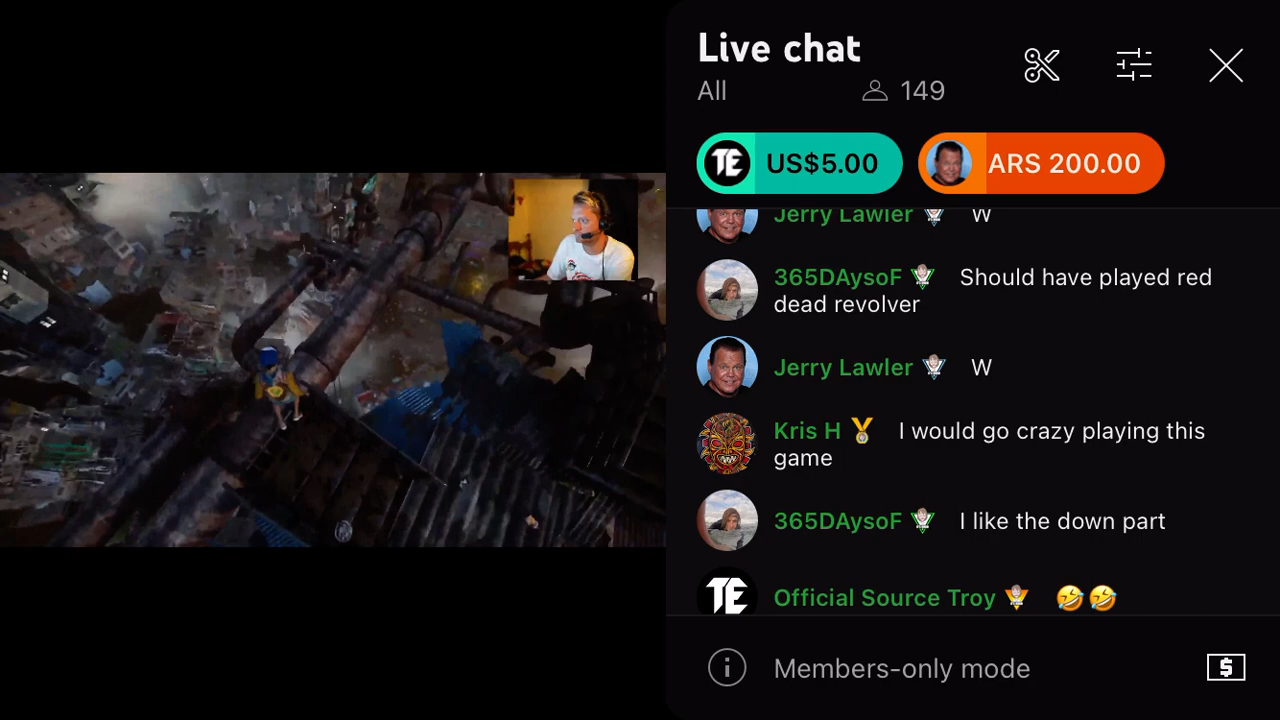 Live chat
All 149
TE US$5.00 ARS 200.00
Jerry Lawler W
365DAysoF Should have played red
dead revolver
Jerry Lawler W
Kris H I would go crazy playing this
game
365DAysoF I like the down part
TE Official Source Troy 🤣🤣
Members-only mode